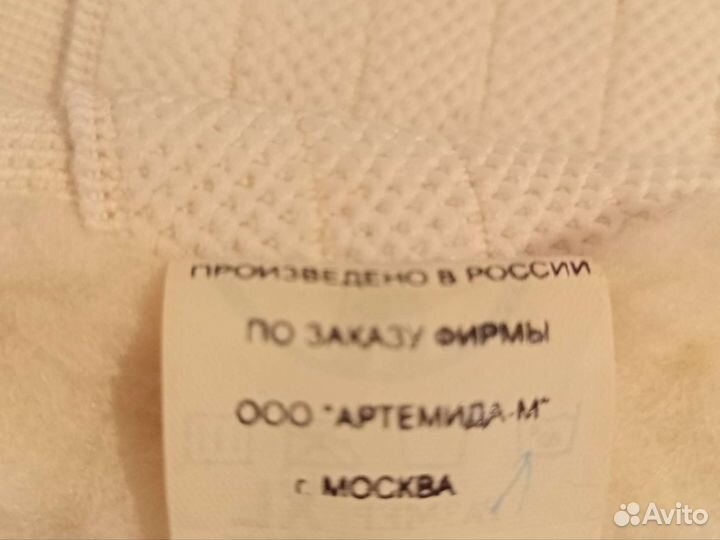 ПРОИЗВЕДЕНО В РОССИИ
ПО ЗАКАЗУ ФИРМЫ
ООО "АРТЕМИДА-М"
г. МОСКВА
Avito